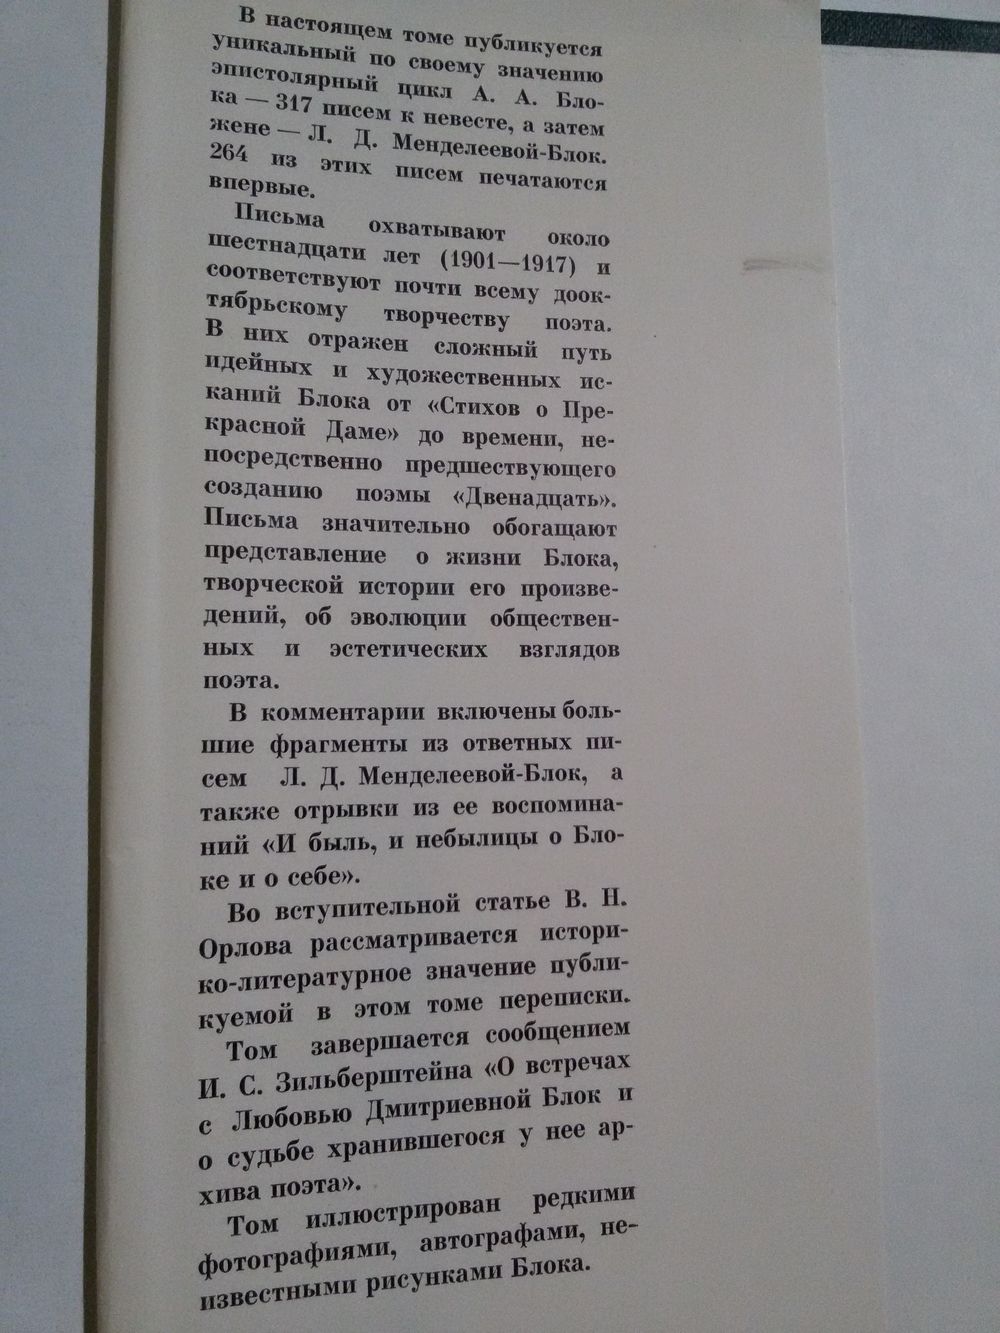 В настоящем томе публикуется
уникальный по своему значению
эпистолярный цикл А. А. Бло-
ка — 317 писем к невесте, а затем
жене — Л. Д. Менделеевой-Блок.
264 из этих писем печатаются
впервые.
Письма охватывают около
шестнадцати лет (1901—1917) и
соответствуют почти всему доок-
тябрьскому творчеству поэта.
В них отражен сложный путь
идейных и художественных ис-
каний Блока от «Стихов о Пре-
красной Даме» до времени, не-
посредственно предшествующего
созданию поэмы «Двенадцать».
Письма значительно обогащают
представление о жизни Блока,
творческой истории его произве-
дений, об эволюции обществен-
ных и эстетических взглядов
поэта.
В комментарии включены боль-
шие фрагменты из ответных пи-
сем Л. Д. Менделеевой-Блок, а
также отрывки из ее воспомина-
ний «И быль, и небылицы о Бло-
ке и о себе».
Во вступительной статье В. Н.
Орлова рассматривается истори-
ко-литературное значение публи-
куемой в этом томе переписки.
Том завершается сообщением
И. С. Зильберштейна «О встречах
с Любовью Дмитриевной Блок и
о судьбе хранившегося у нее ар-
хива поэта».
Том иллюстрирован редкими
фотографиями, автографами, не-
известными рисунками Блока.